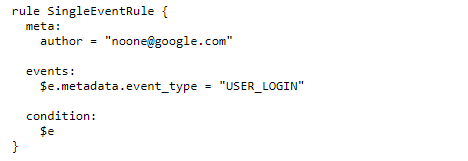 rule SingleEventRule {
  meta:
    author = "noone@google.com"

  events:
    $e.metadata.event_type = "USER_LOGIN"

  condition:
    $e
}